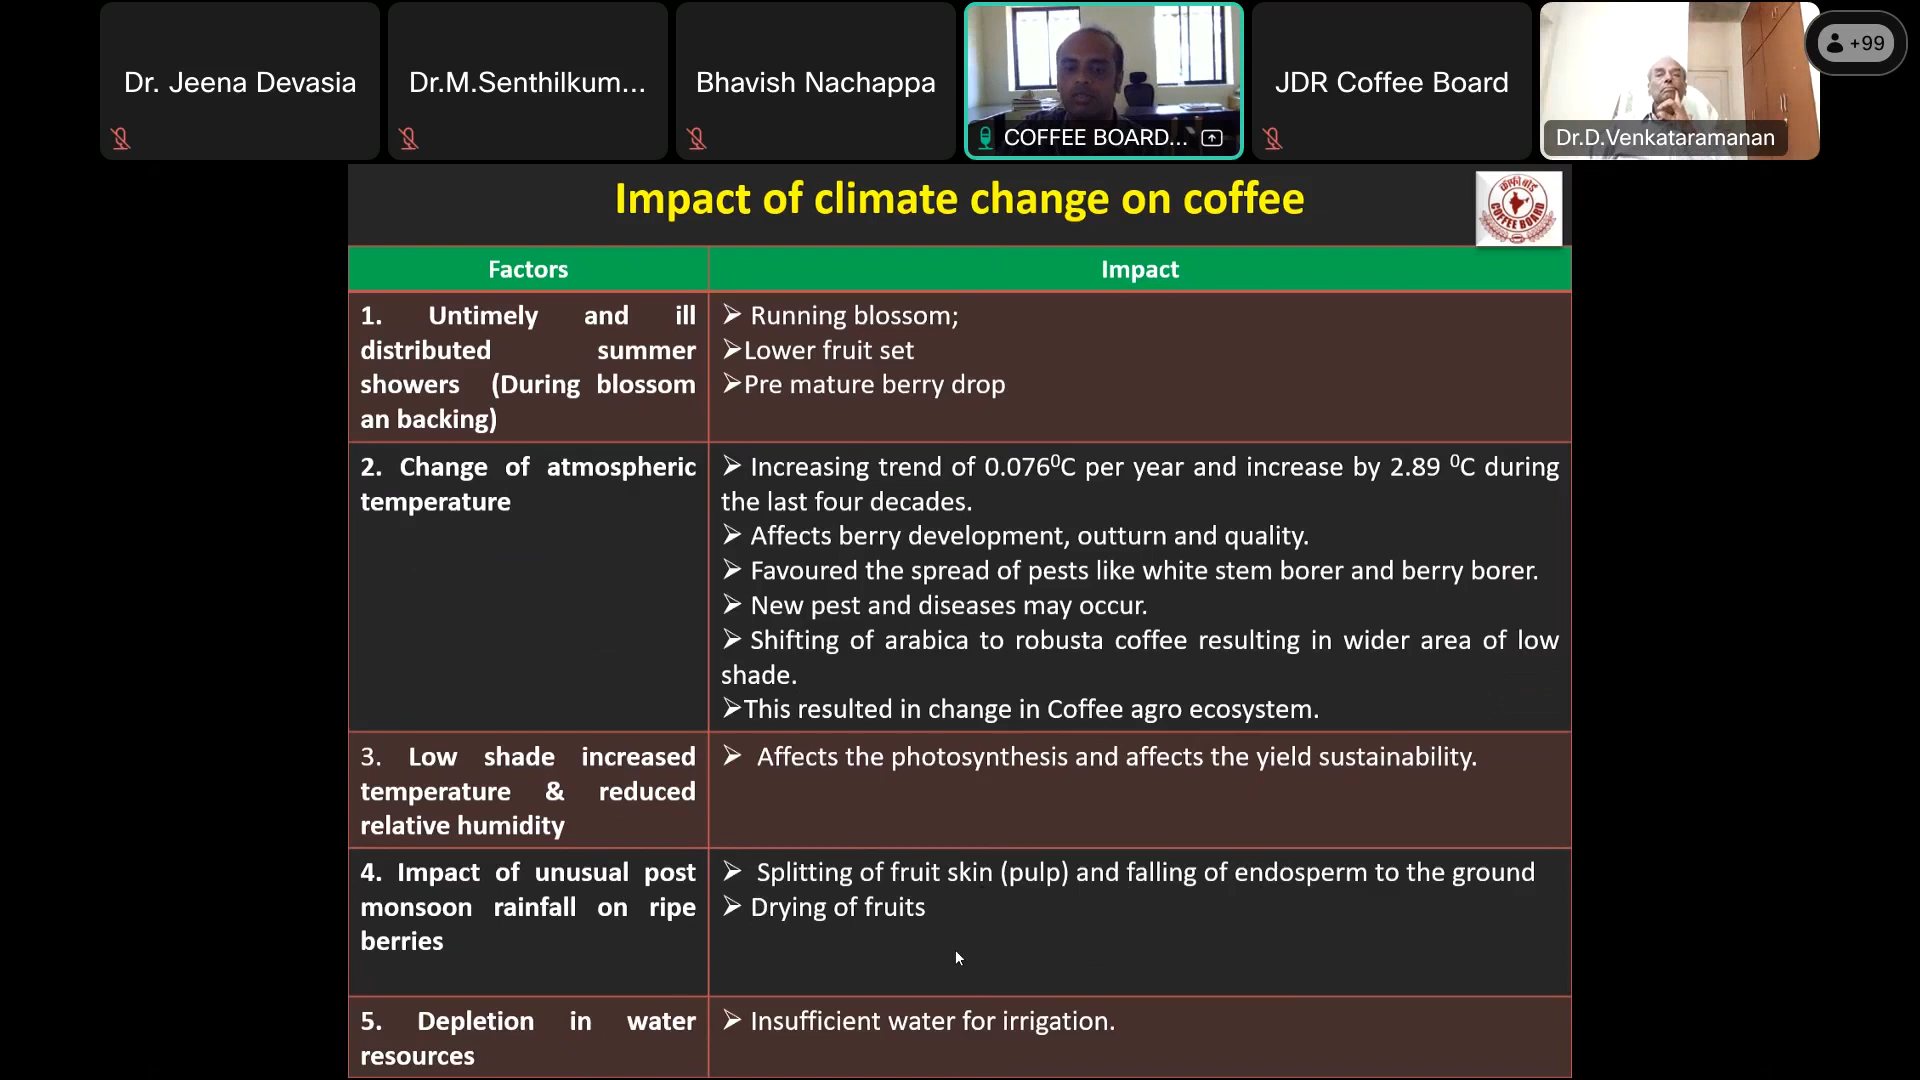 Dr. Jeena Devasia
Dr.M.Senthilkum...
Bhavish Nachappa
COFFEE BOARD...
JDR Coffee Board
Dr.D.Venkataramanan
+99
Impact of climate change on coffee
कॉफी बोर्ड
COFFEE BOARD
Factors
Impact
1. Untimely and ill
distributed summer
showers (During blossom
an backing)
➢ Running blossom;
➢Lower fruit set
➢Pre mature berry drop
2. Change of atmospheric
temperature
➢ Increasing trend of 0.076⁰C per year and increase by 2.89 ⁰C during
the last four decades.
➢ Affects berry development, outturn and quality.
➢ Favoured the spread of pests like white stem borer and berry borer.
➢ New pest and diseases may occur.
➢ Shifting of arabica to robusta coffee resulting in wider area of low
shade.
➢This resulted in change in Coffee agro ecosystem.
3. Low shade increased
temperature & reduced
relative humidity
➢ Affects the photosynthesis and affects the yield sustainability.
4. Impact of unusual post
monsoon rainfall on ripe
berries
➢ Splitting of fruit skin (pulp) and falling of endosperm to the ground
➢ Drying of fruits
5. Depletion in water
resources
➢ Insufficient water for irrigation.